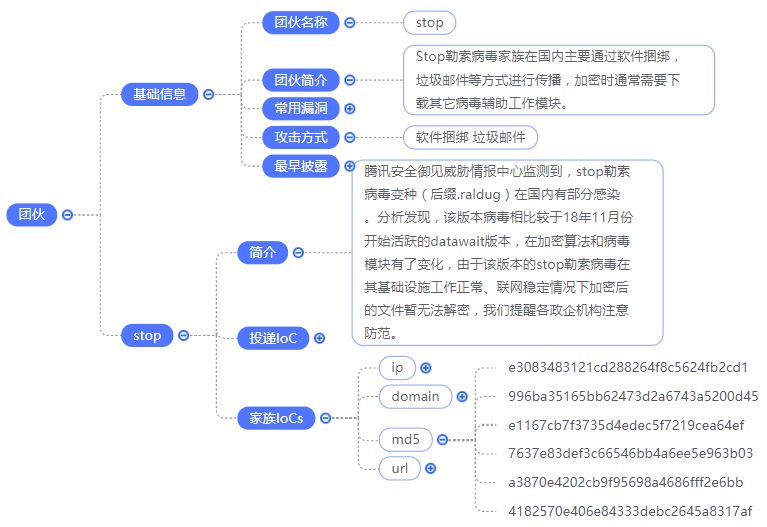 团伙
基础信息
团伙名称
stop
团伙简介
Stop勒索病毒家族在国内主要通过软件捆绑，
垃圾邮件等方式进行传播，加密时通常需要下
载其它病毒辅助工作模块。
常用漏洞
攻击方式
软件捆绑 垃圾邮件
最早披露
stop
简介
腾讯安全御见威胁情报中心监测到，stop勒索
病毒变种（后缀.raldug）在国内有部分感染
。分析发现，该版本病毒相比较于18年11月份
开始活跃的datawait版本，在加密算法和病毒
模块有了变化，由于该版本的stop勒索病毒在
其基础设施工作正常、联网稳定情况下加密后
的文件暂无法解密，我们提醒各政企机构注意
防范。
投递IoC
家族IoCs
ip
domain
md5
e3083483121cd288264f8c5624fb2cd1
996ba35165bb62473d2a6743a5200d45
e1167cb7f3735d4edec5f7219cea64ef
7637e83def3c66546bb4a6ee5e963b03
a3870e4202cb9f95698a4686fff2e6bb
4182570e406e84333debc2645a8317af
url